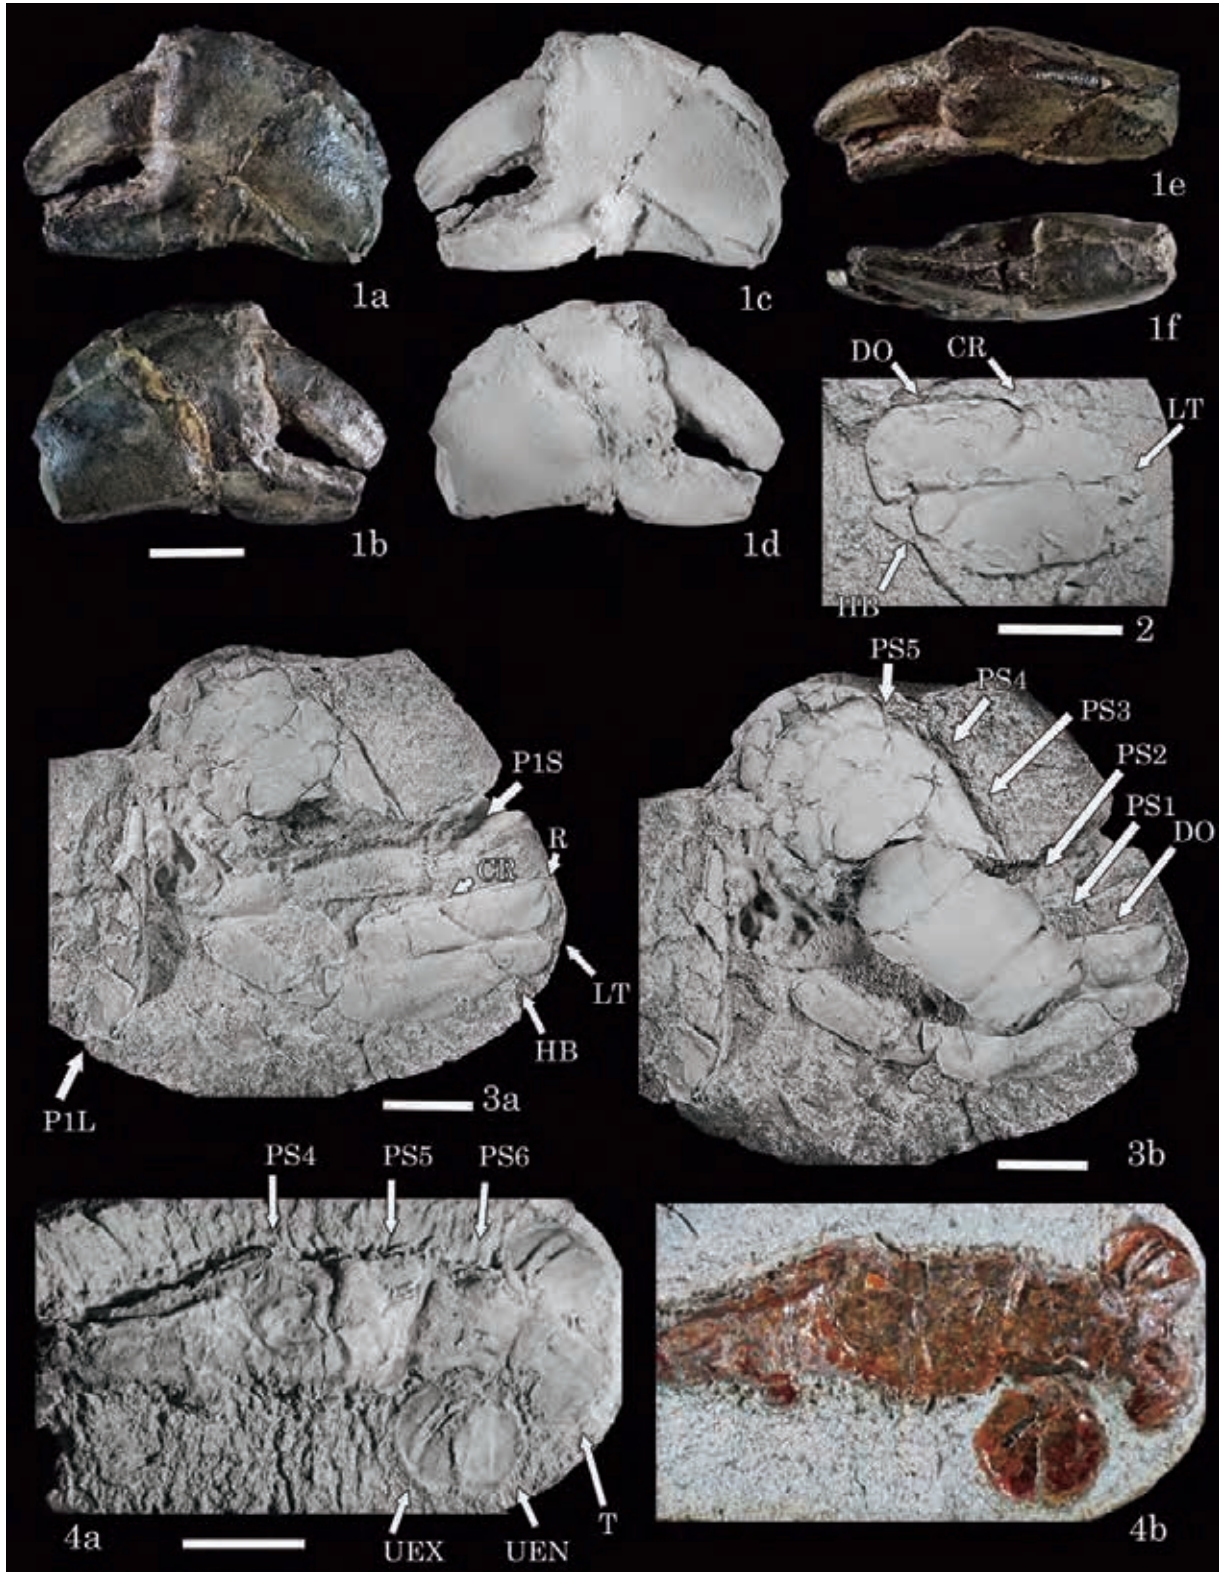 1a
1c
1e
1b
1d
1f
DO
CR
LT
HB
2
P1S
R
CR
LT
HB
P1L
3a
PS5
PS4
PS3
PS2
PS1
DO
3b
PS4
PS5
PS6
4a
UEX
UEN
T
4b